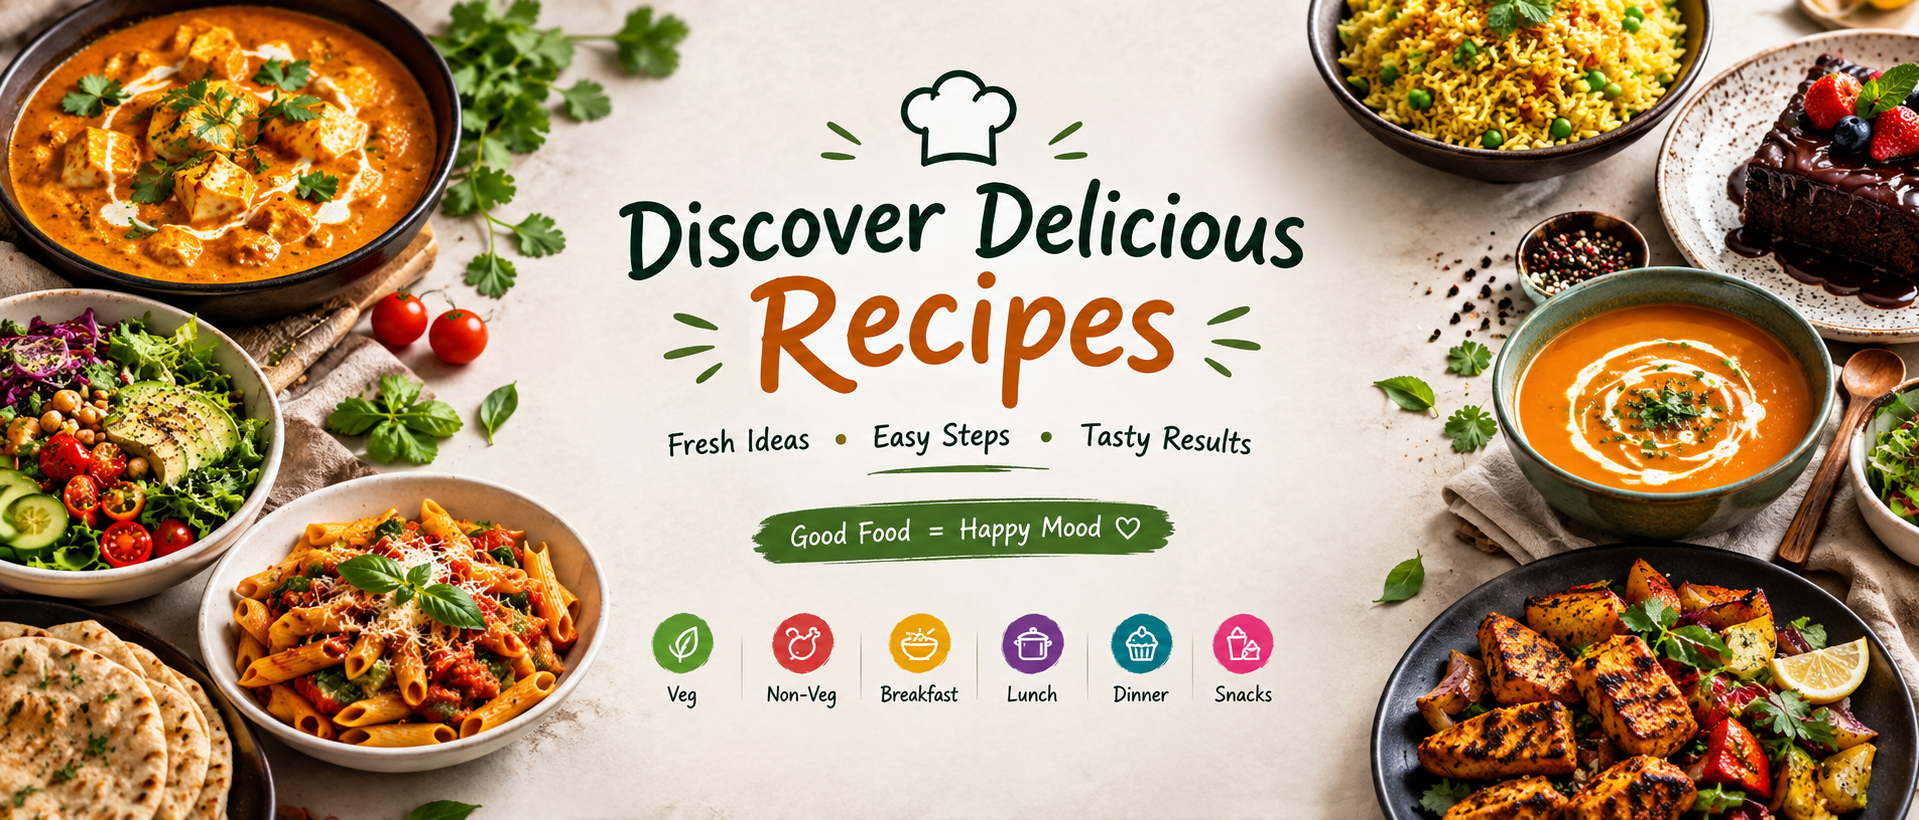 Discover Delicious
Recipes
Fresh Ideas • Easy Steps • Tasty Results
Good Food = Happy Mood ♡
Veg
Non-Veg
Breakfast
Lunch
Dinner
Snacks